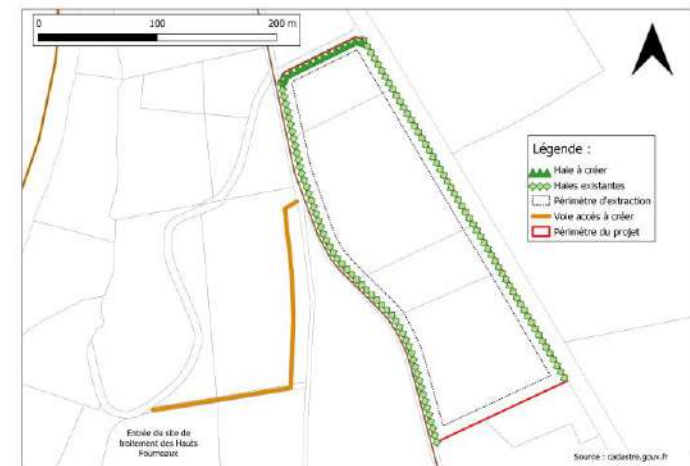 0 100 200 m
Légende :
Haie à créer
Haies existantes
Périmètre d'extraction
Voie accès à créer
Périmètre du projet
Entrée du site de
traitement des Hauts
Fourneaux
Source : cadastre.gouv.fr